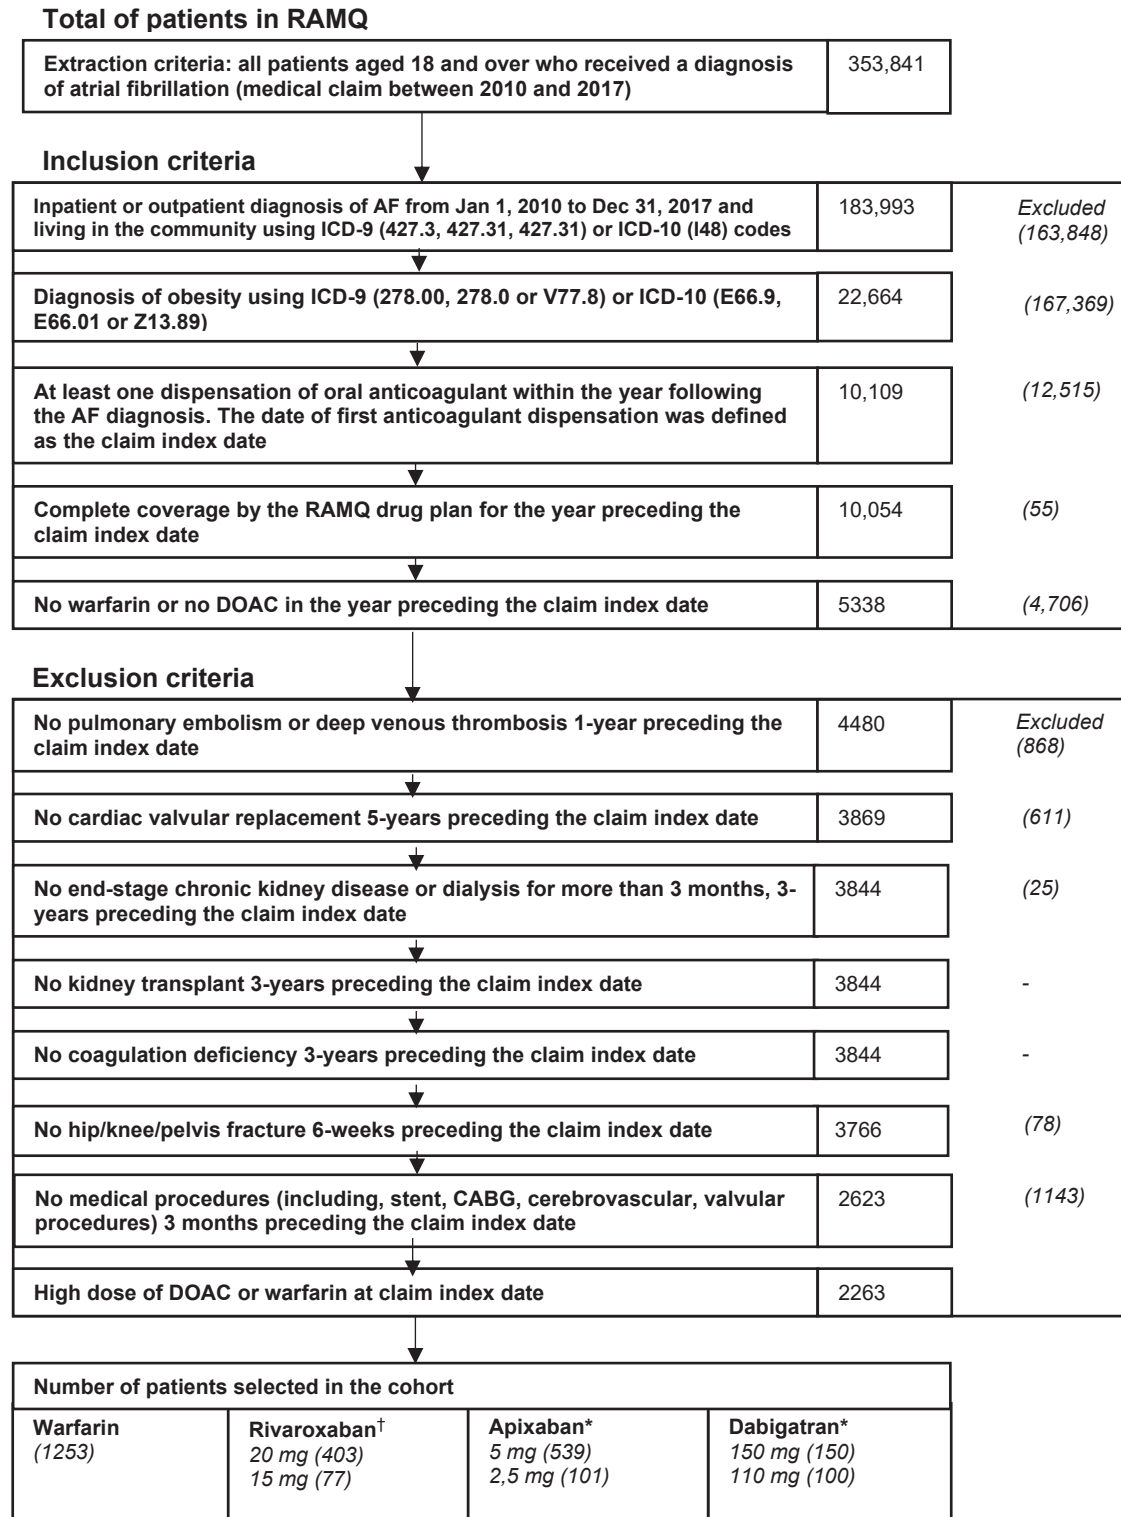 Total of patients in RAMQ
Extraction criteria: all patients aged 18 and over who received a diagnosis
of atrial fibrillation (medical claim between 2010 and 2017)
353,841
Inclusion criteria
Inpatient or outpatient diagnosis of AF from Jan 1, 2010 to Dec 31, 2017 and
living in the community using ICD-9 (427.3, 427.31, 427.31) or ICD-10 (I48) codes
183,993
Excluded
(163,848)
Diagnosis of obesity using ICD-9 (278.00, 278.0 or V77.8) or ICD-10 (E66.9,
E66.01 or Z13.89)
22,664
(167,369)
At least one dispensation of oral anticoagulant within the year following
the AF diagnosis. The date of first anticoagulant dispensation was defined
as the claim index date
10,109
(12,515)
Complete coverage by the RAMQ drug plan for the year preceding the
claim index date
10,054
(55)
No warfarin or no DOAC in the year preceding the claim index date
5338
(4,706)
Exclusion criteria
No pulmonary embolism or deep venous thrombosis 1-year preceding the
claim index date
4480
Excluded
(868)
No cardiac valvular replacement 5-years preceding the claim index date
3869
(611)
No end-stage chronic kidney disease or dialysis for more than 3 months, 3-
years preceding the claim index date
3844
(25)
No kidney transplant 3-years preceding the claim index date
3844
-
No coagulation deficiency 3-years preceding the claim index date
3844
-
No hip/knee/pelvis fracture 6-weeks preceding the claim index date
3766
(78)
No medical procedures (including, stent, CABG, cerebrovascular, valvular
procedures) 3 months preceding the claim index date
2623
(1143)
High dose of DOAC or warfarin at claim index date
2263
Number of patients selected in the cohort
Warfarin
(1253)
Rivaroxaban†
20 mg (403)
15 mg (77)
Apixaban*
5 mg (539)
2,5 mg (101)
Dabigatran*
150 mg (150)
110 mg (100)